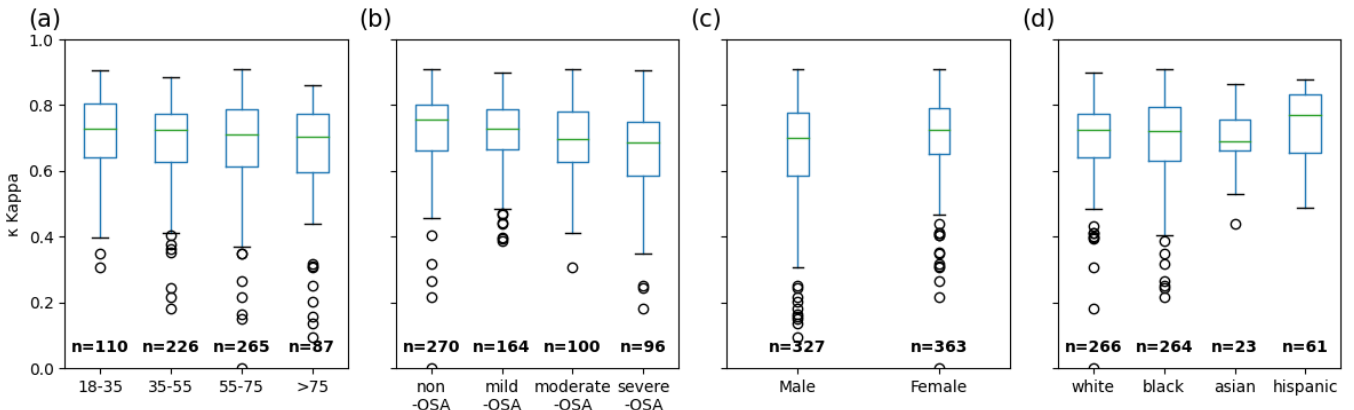 (a) (b) (c) (d)
κ Kappa
1.0
0.8
0.6
0.4
0.2
0.0
n=110 n=226 n=265 n=87
18-35 35-55 55-75 >75
n=270 n=164 n=100 n=96
non mild moderate severe
-OSA -OSA -OSA -OSA
n=327 n=363
Male Female
n=266 n=264 n=23 n=61
white black asian hispanic